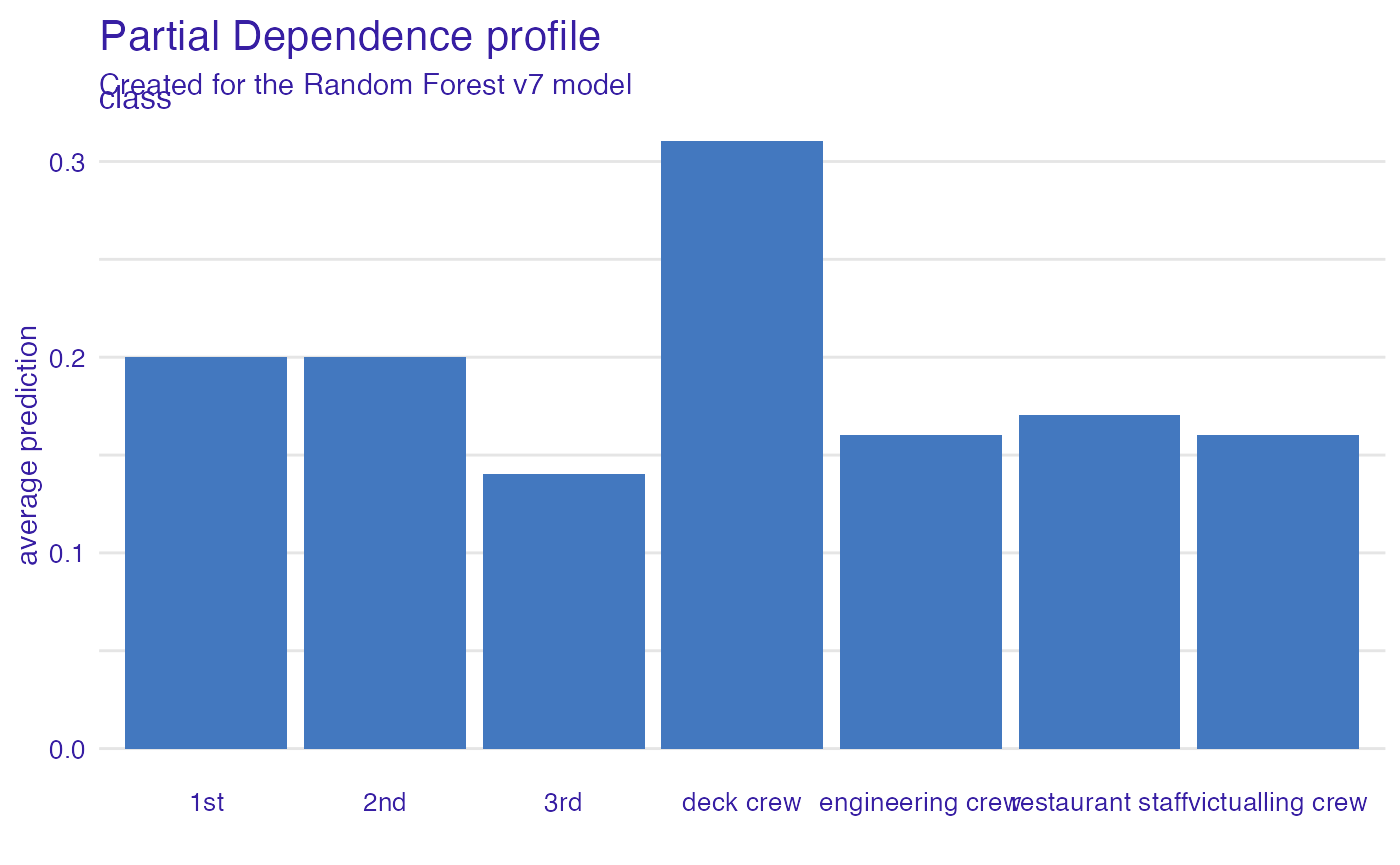 Partial Dependence profile
Created for the Random Forest v7 model
class
average prediction
0.3
0.2
0.1
0.0
1st 2nd 3rd deck crew engineering crew restaurant staff victualling crew